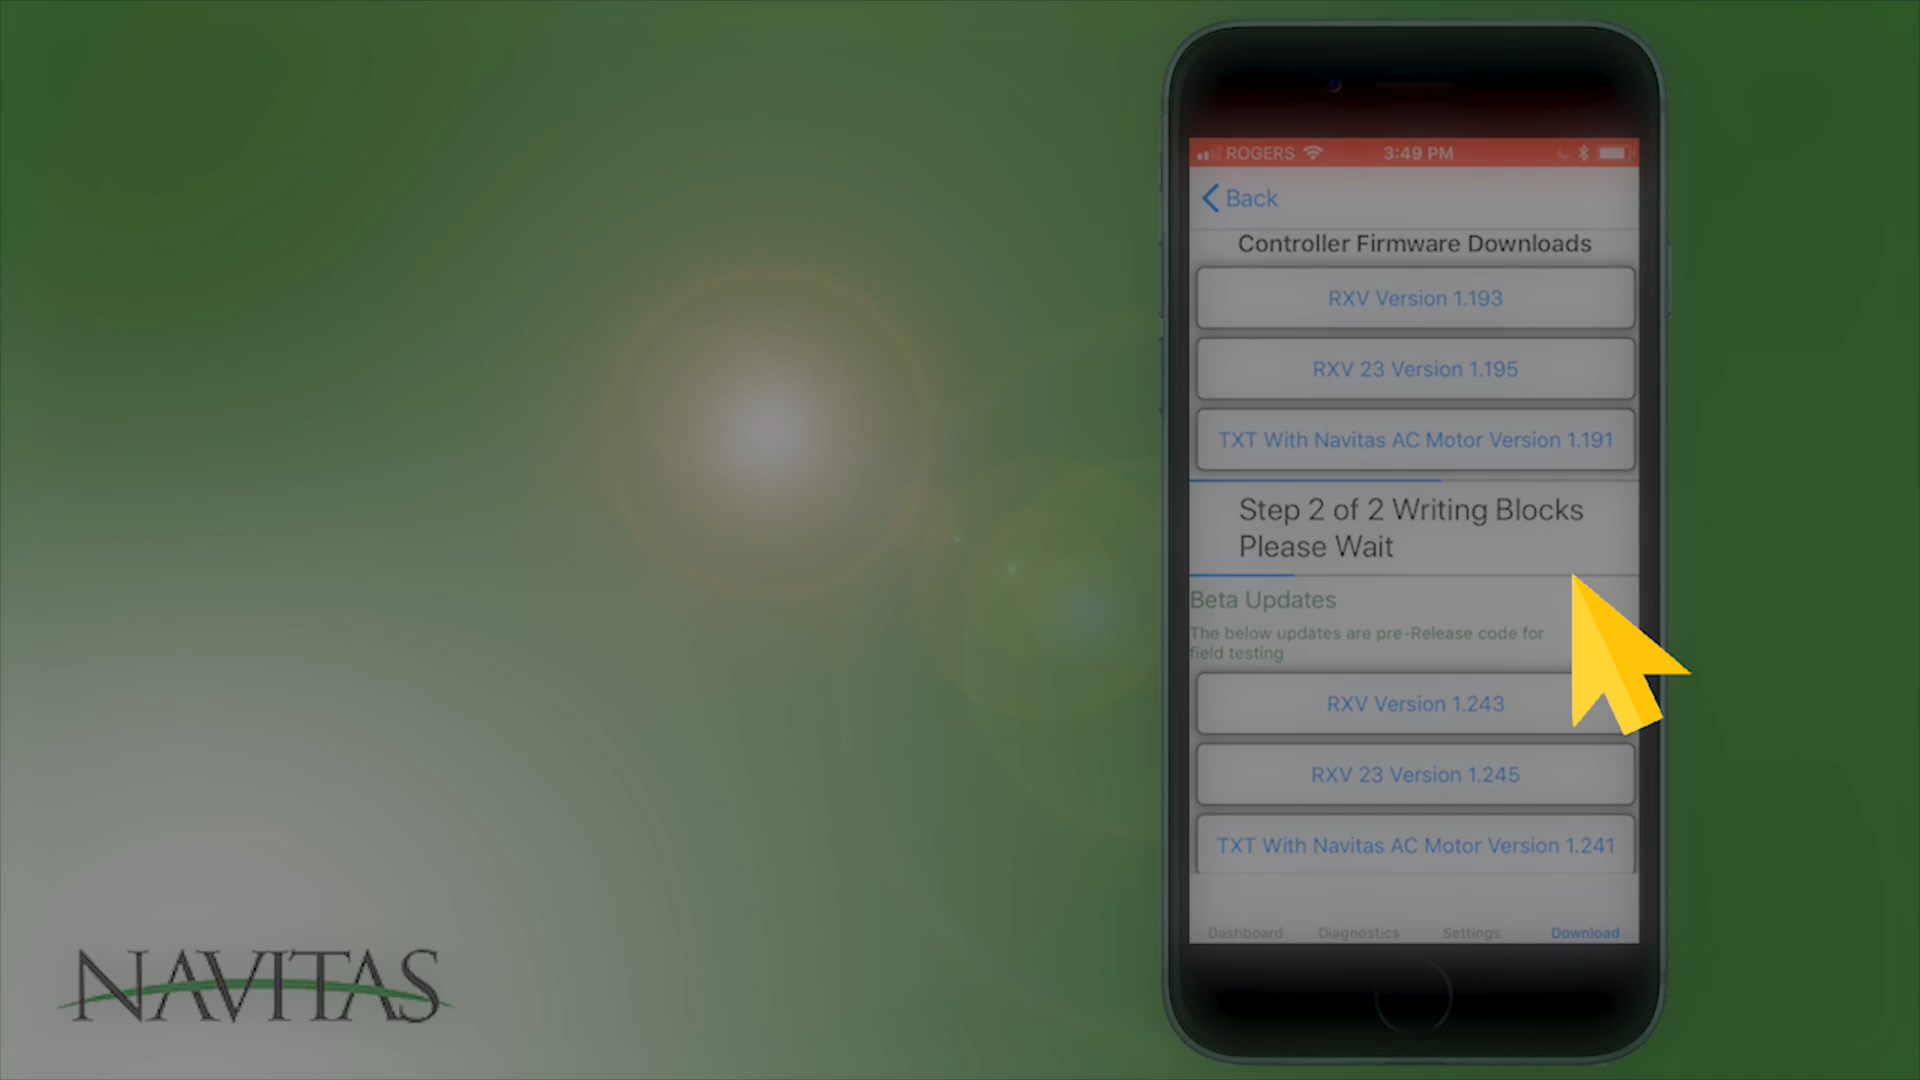 ROGERS 3:49 PM
Back
Controller Firmware Downloads
RXV Version 1.193
RXV 23 Version 1.195
TXT With Navitas AC Motor Version 1.191
Step 2 of 2 Writing Blocks
Please Wait
Beta Updates
The below updates are pre-Release code for
field testing
RXV Version 1.243
RXV 23 Version 1.245
TXT With Navitas AC Motor Version 1.241
Dashboard Diagnostics Settings Download
NAVITAS